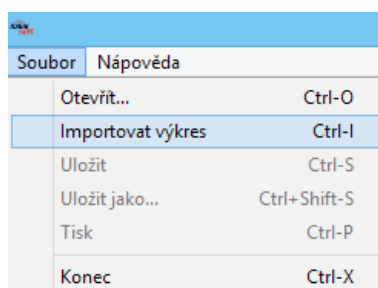 Soubor Nápověda
Otevřít... Ctrl-O
Importovat výkres Ctrl-I
Uložit Ctrl-S
Uložit jako... Ctrl+Shift-S
Tisk Ctrl-P
Konec Ctrl-X